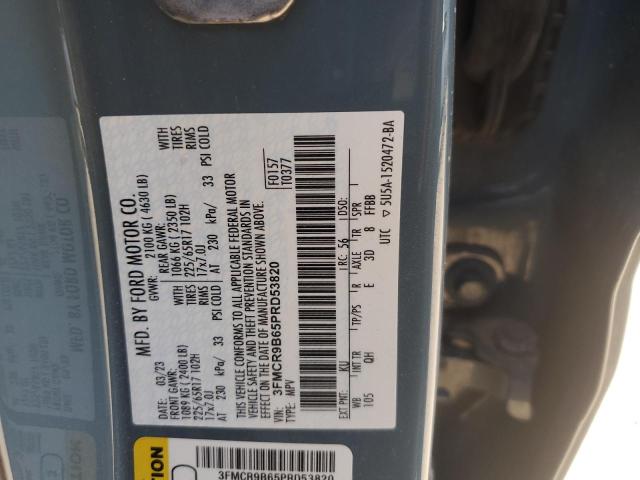 MFD. BY FORD MOTOR CO.
DATE: 03/23
GVWR: 2100 KG ( 4630 LB)
FRONT GAWR:
1089 KG (2400 LB)
225/65R17 102H
17x7.0J
AT 230 kPa/ 33 PSI COLD
REAR GAWR:
1066 KG ( 2350 LB)
225/65R17 102H
17x7.0J
AT 230 kPa/ 33 PSI COLD
WITH
TIRES
RIMS
WITH
TIRES
RIMS
THIS VEHICLE CONFORMS TO ALL APPLICABLE FEDERAL MOTOR
VEHICLE SAFETY AND THEFT PREVENTION STANDARDS IN
EFFECT ON THE DATE OF MANUFACTURE SHOWN ABOVE.
VIN: 3FMCR9B65PRD53820
TYPE: MPV
F0157
T0377
EXT PNT: KU
RC: 56
DSO:
WB
INT TR
TP/PS
R
AXLE
TR
SPR
105
QH
E
3D
8
FFBB
UTC
5U5A-1520472-BA
3FMCR9B65PRD53820